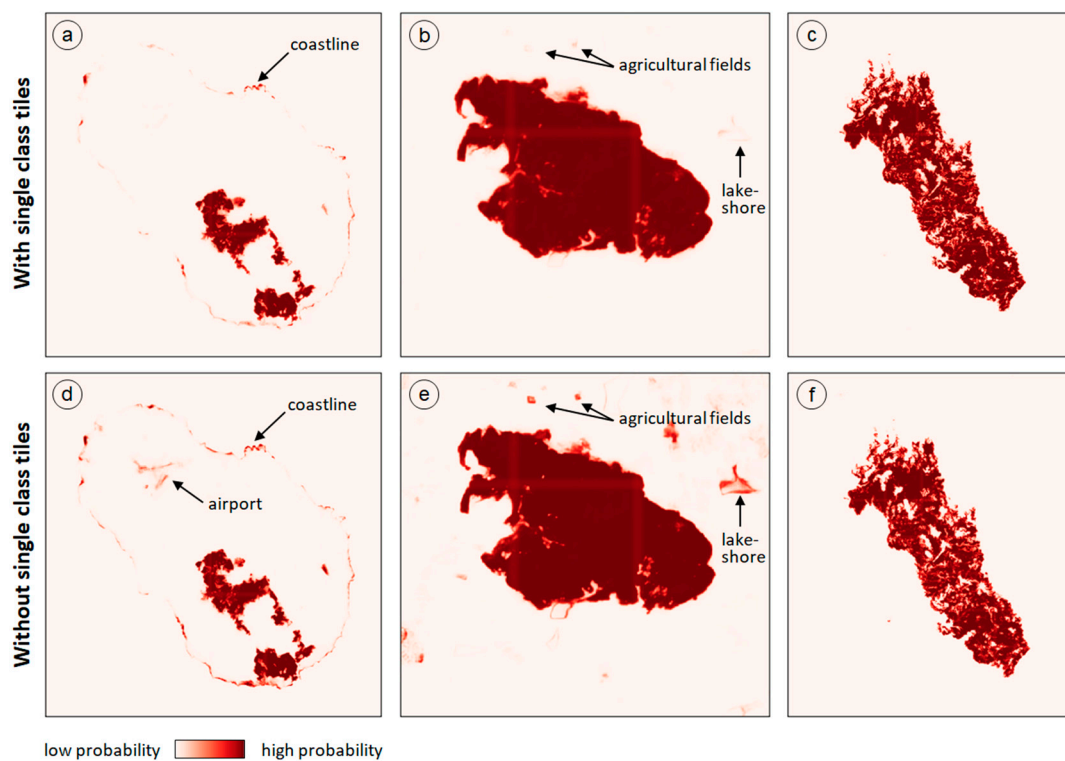 With single class tiles
a
coastline
b
agricultural fields
lake-
shore
c
Without single class tiles
d
coastline
airport
e
agricultural fields
lake-
shore
f
low probability
high probability